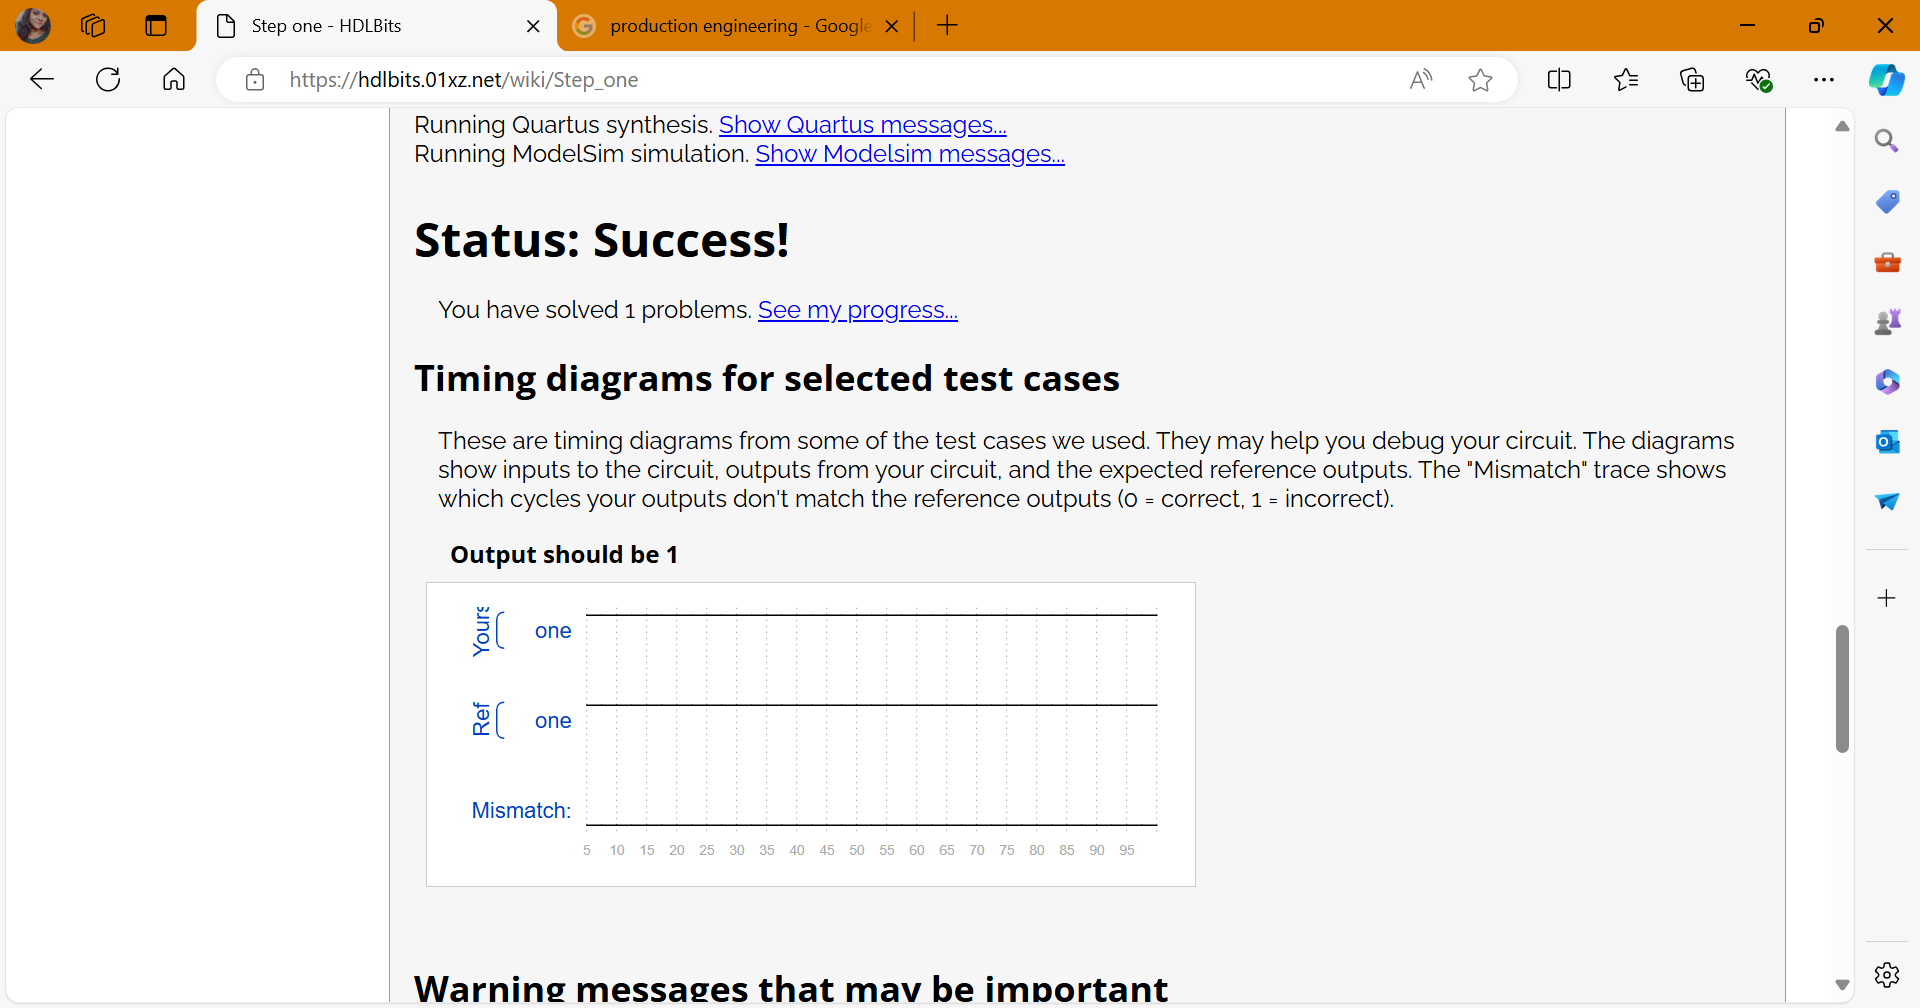 Step one - HDLBits
production engineering - Google
https://hdlbits.01xz.net/wiki/Step_one
Running Quartus synthesis. Show Quartus messages...
Running ModelSim simulation. Show Modelsim messages...
Status: Success!
You have solved 1 problems. See my progress...
Timing diagrams for selected test cases
These are timing diagrams from some of the test cases we used. They may help you debug your circuit. The diagrams
show inputs to the circuit, outputs from your circuit, and the expected reference outputs. The "Mismatch" trace shows
which cycles your outputs don't match the reference outputs (0 = correct, 1 = incorrect).
Output should be 1
Yours one
Ref one
Mismatch:
5 10 15 20 25 30 35 40 45 50 55 60 65 70 75 80 85 90 95
Warning messages that may be important